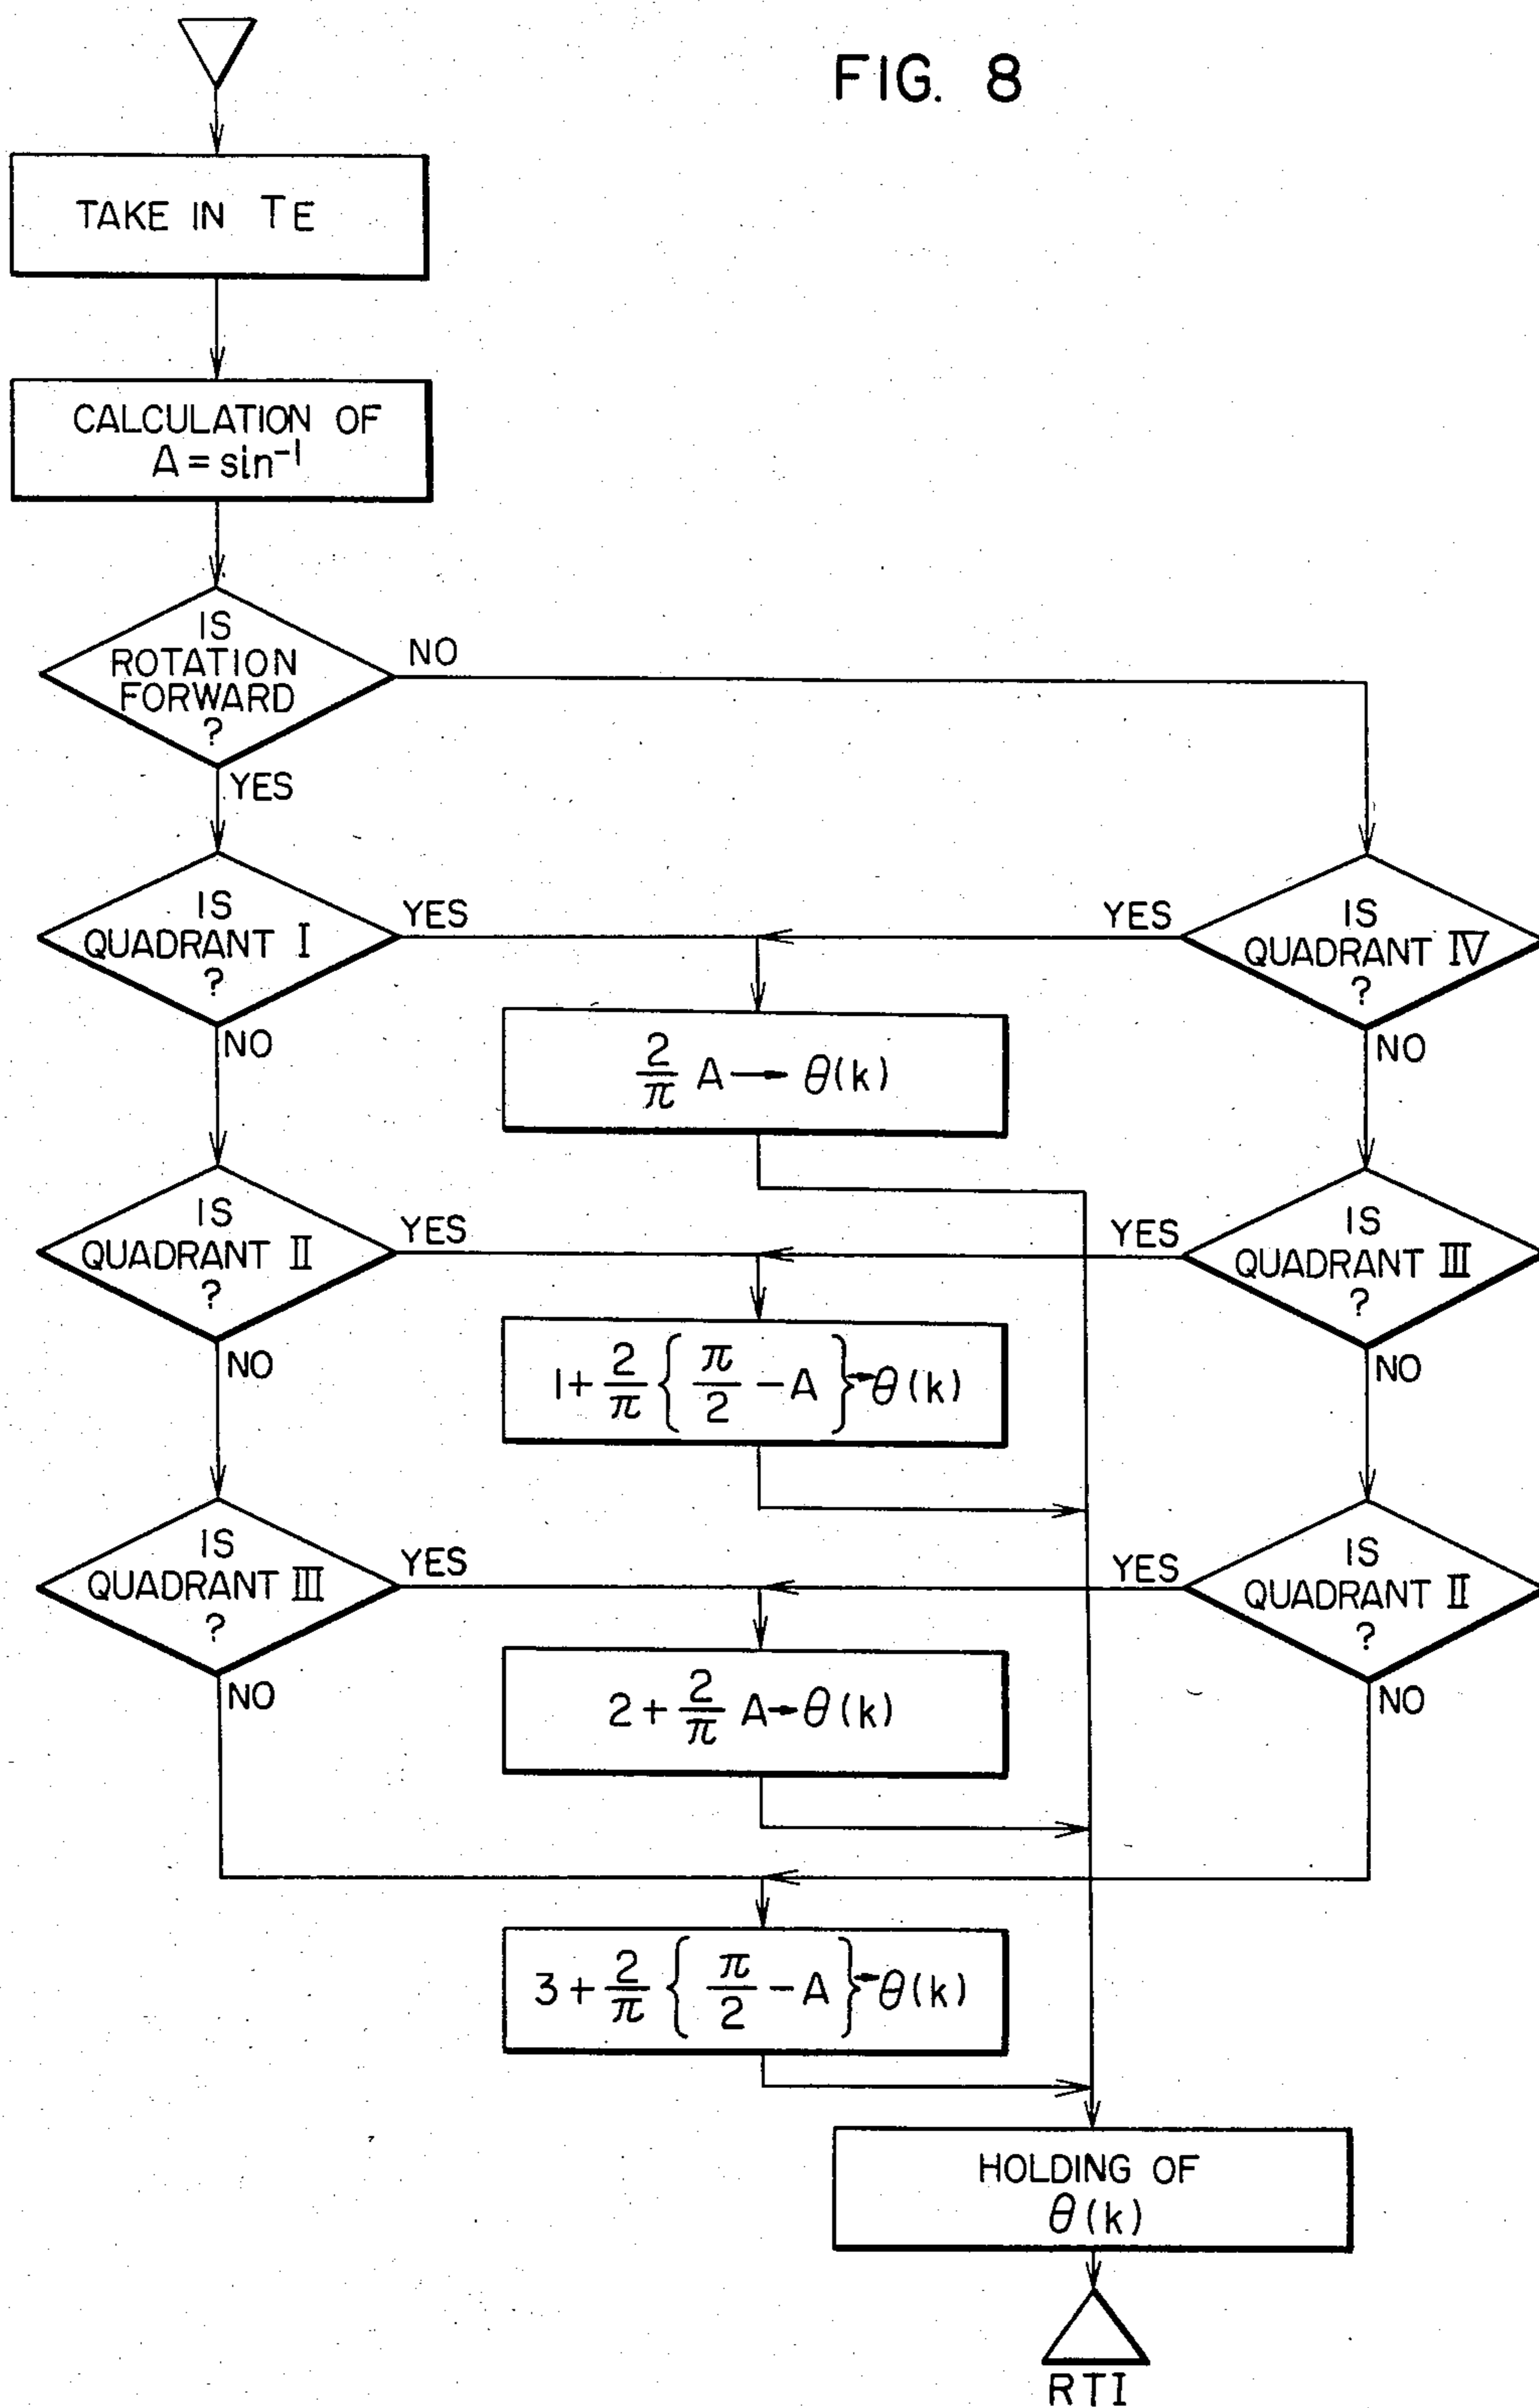 FIG. 8
TAKE IN TE
CALCULATION OF
A = sin⁻¹
IS
ROTATION
FORWARD
?
NO
YES
IS
QUADRANT I
?
YES
NO
YES
IS
QUADRANT IV
?
NO
2/π A → θ(k)
IS
QUADRANT II
?
YES
NO
YES
IS
QUADRANT III
?
NO
1 + 2/π { π/2 − A } → θ(k)
IS
QUADRANT III
?
YES
NO
YES
IS
QUADRANT II
?
NO
2 + 2/π A → θ(k)
3 + 2/π { π/2 − A } → θ(k)
HOLDING OF
θ(k)
RTI